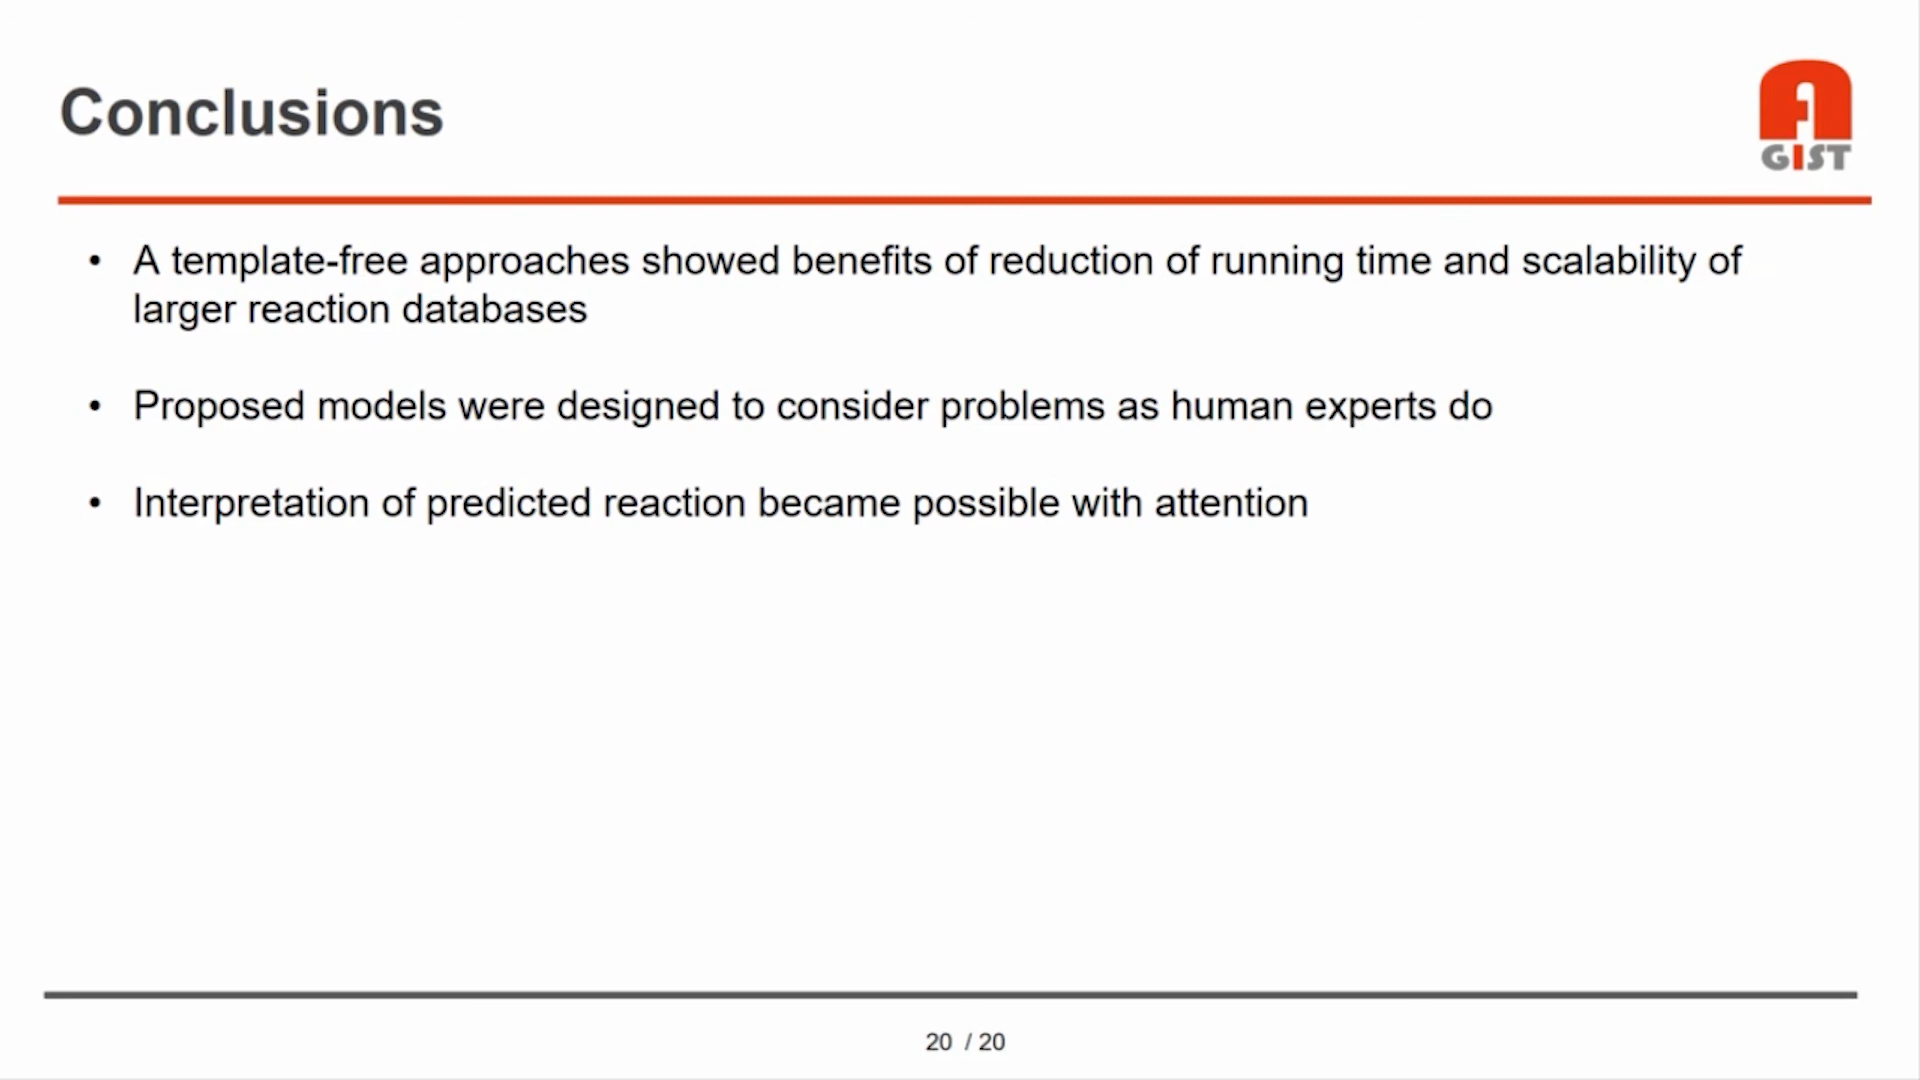 Conclusions
GIST
• A template-free approaches showed benefits of reduction of running time and scalability of
larger reaction databases
• Proposed models were designed to consider problems as human experts do
• Interpretation of predicted reaction became possible with attention
20 / 20